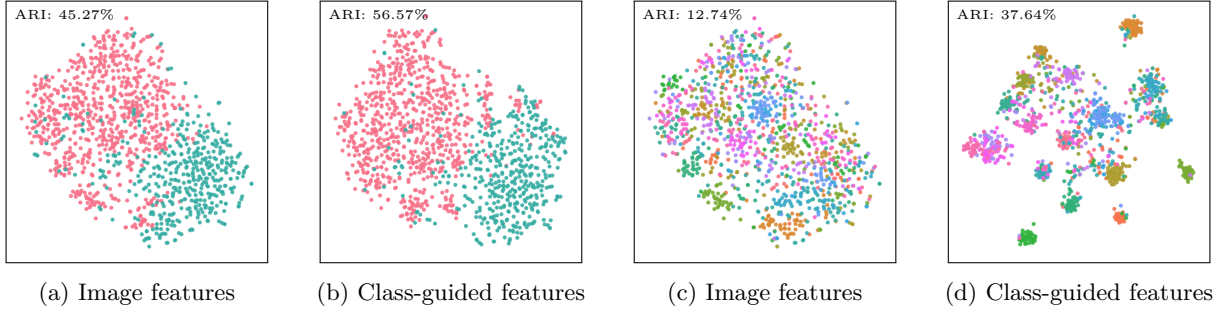 ARI: 45.27%
ARI: 56.57%
ARI: 12.74%
ARI: 37.64%
(a) Image features
(b) Class-guided features
(c) Image features
(d) Class-guided features